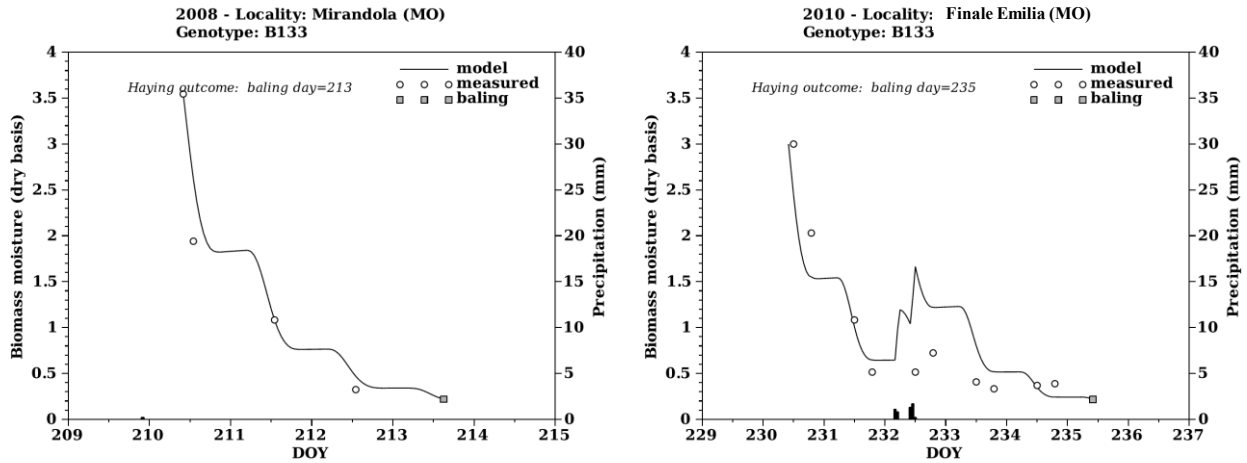 2008 - Locality: Mirandola (MO)
Genotype: B133
4
3.5
3
2.5
2
1.5
1
0.5
0
Biomass moisture (dry basis)
40
35
30
25
20
15
10
5
0
Precipitation (mm)
Haying outcome: baling day=213
model
measured
baling
209 210 211 212 213 214 215
DOY
2010 - Locality: Finale Emilia (MO)
Genotype: B133
4
3.5
3
2.5
2
1.5
1
0.5
0
Biomass moisture (dry basis)
40
35
30
25
20
15
10
5
0
Precipitation (mm)
Haying outcome: baling day=235
model
measured
baling
229 230 231 232 233 234 235 236 237
DOY